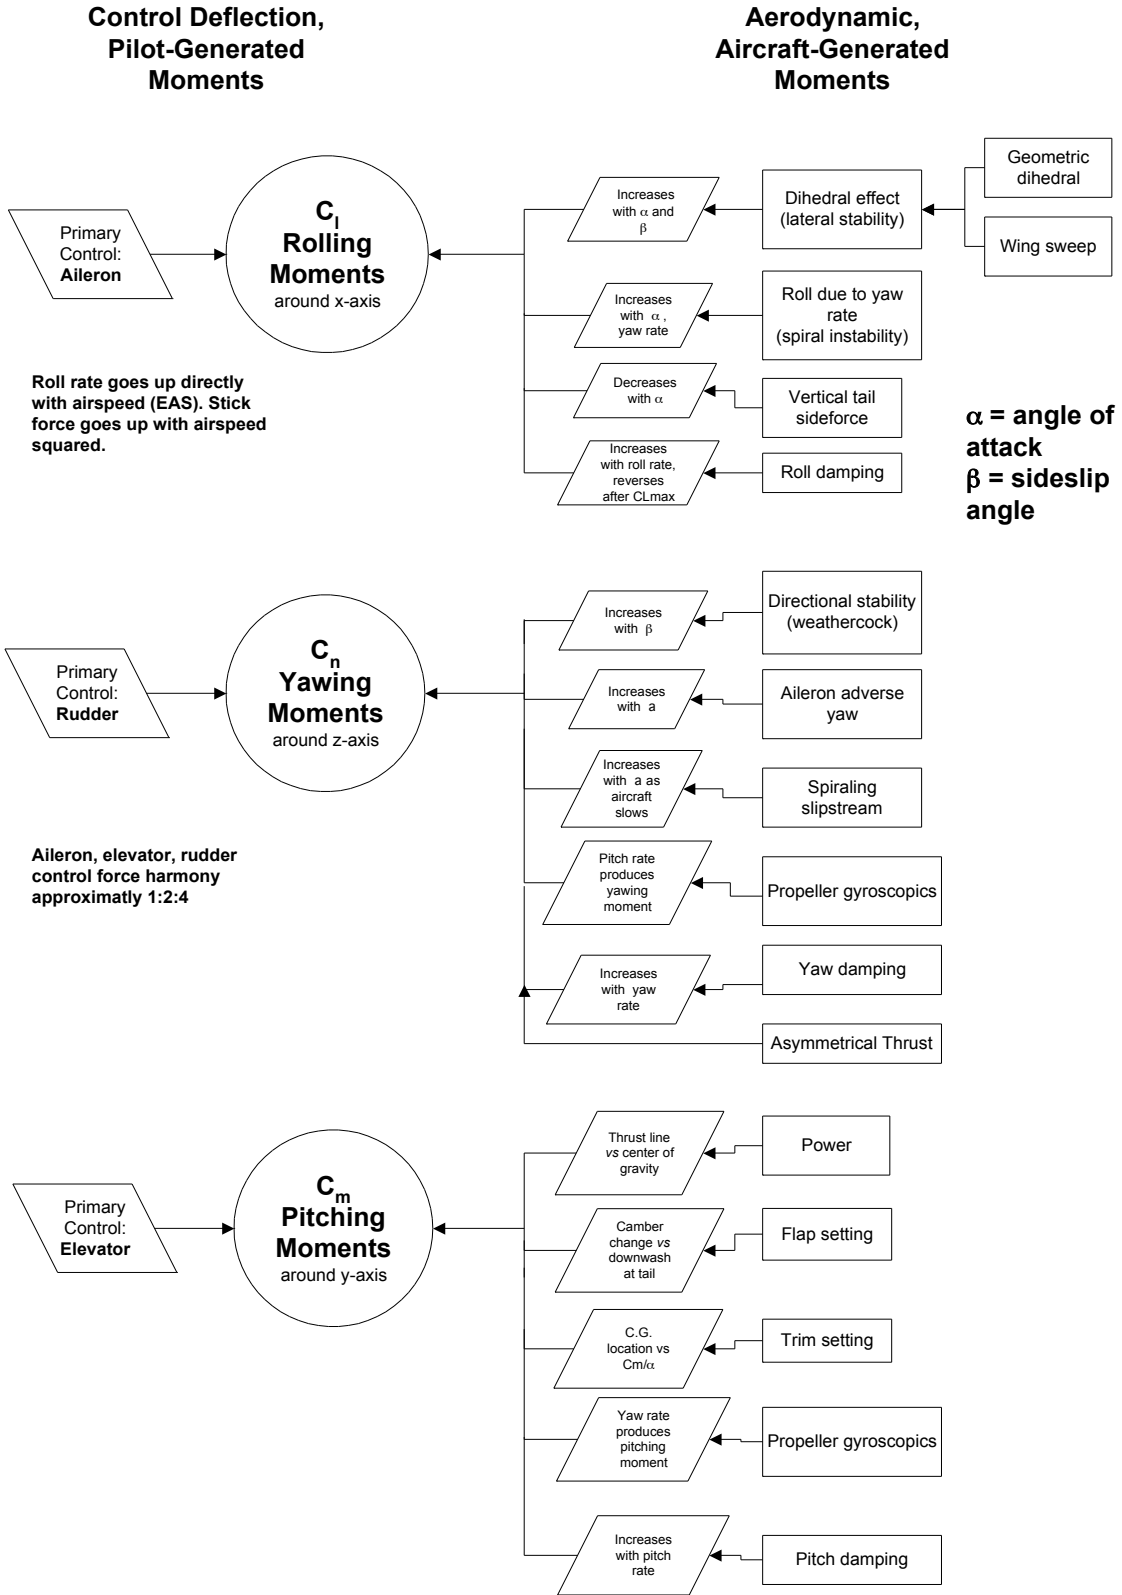 Control Deflection,
Pilot-Generated
Moments
Aerodynamic,
Aircraft-Generated
Moments
Primary
Control:
Aileron
Cl
Rolling
Moments
around x-axis
Increases
with α and
β
Dihedral effect
(lateral stability)
Geometric
dihedral
Wing sweep
Increases
with α ,
yaw rate
Roll due to yaw
rate
(spiral instability)
Decreases
with α
Vertical tail
sideforce
Increases
with roll rate,
reverses
after CLmax
Roll damping
Roll rate goes up directly
with airspeed (EAS). Stick
force goes up with airspeed
squared.
α = angle of
attack
β = sideslip
angle
Primary
Control:
Rudder
Cn
Yawing
Moments
around z-axis
Increases
with β
Directional stability
(weathercock)
Increases
with a
Aileron adverse
yaw
Increases
with a as
aircraft
slows
Spiraling
slipstream
Pitch rate
produces
yawing
moment
Propeller gyroscopics
Increases
with yaw
rate
Yaw damping
Asymmetrical Thrust
Aileron, elevator, rudder
control force harmony
approximatly 1:2:4
Primary
Control:
Elevator
Cm
Pitching
Moments
around y-axis
Thrust line
vs center of
gravity
Power
Camber
change vs
downwash
at tail
Flap setting
C.G.
location vs
Cm/α
Trim setting
Yaw rate
produces
pitching
moment
Propeller gyroscopics
Increases
with pitch
rate
Pitch damping